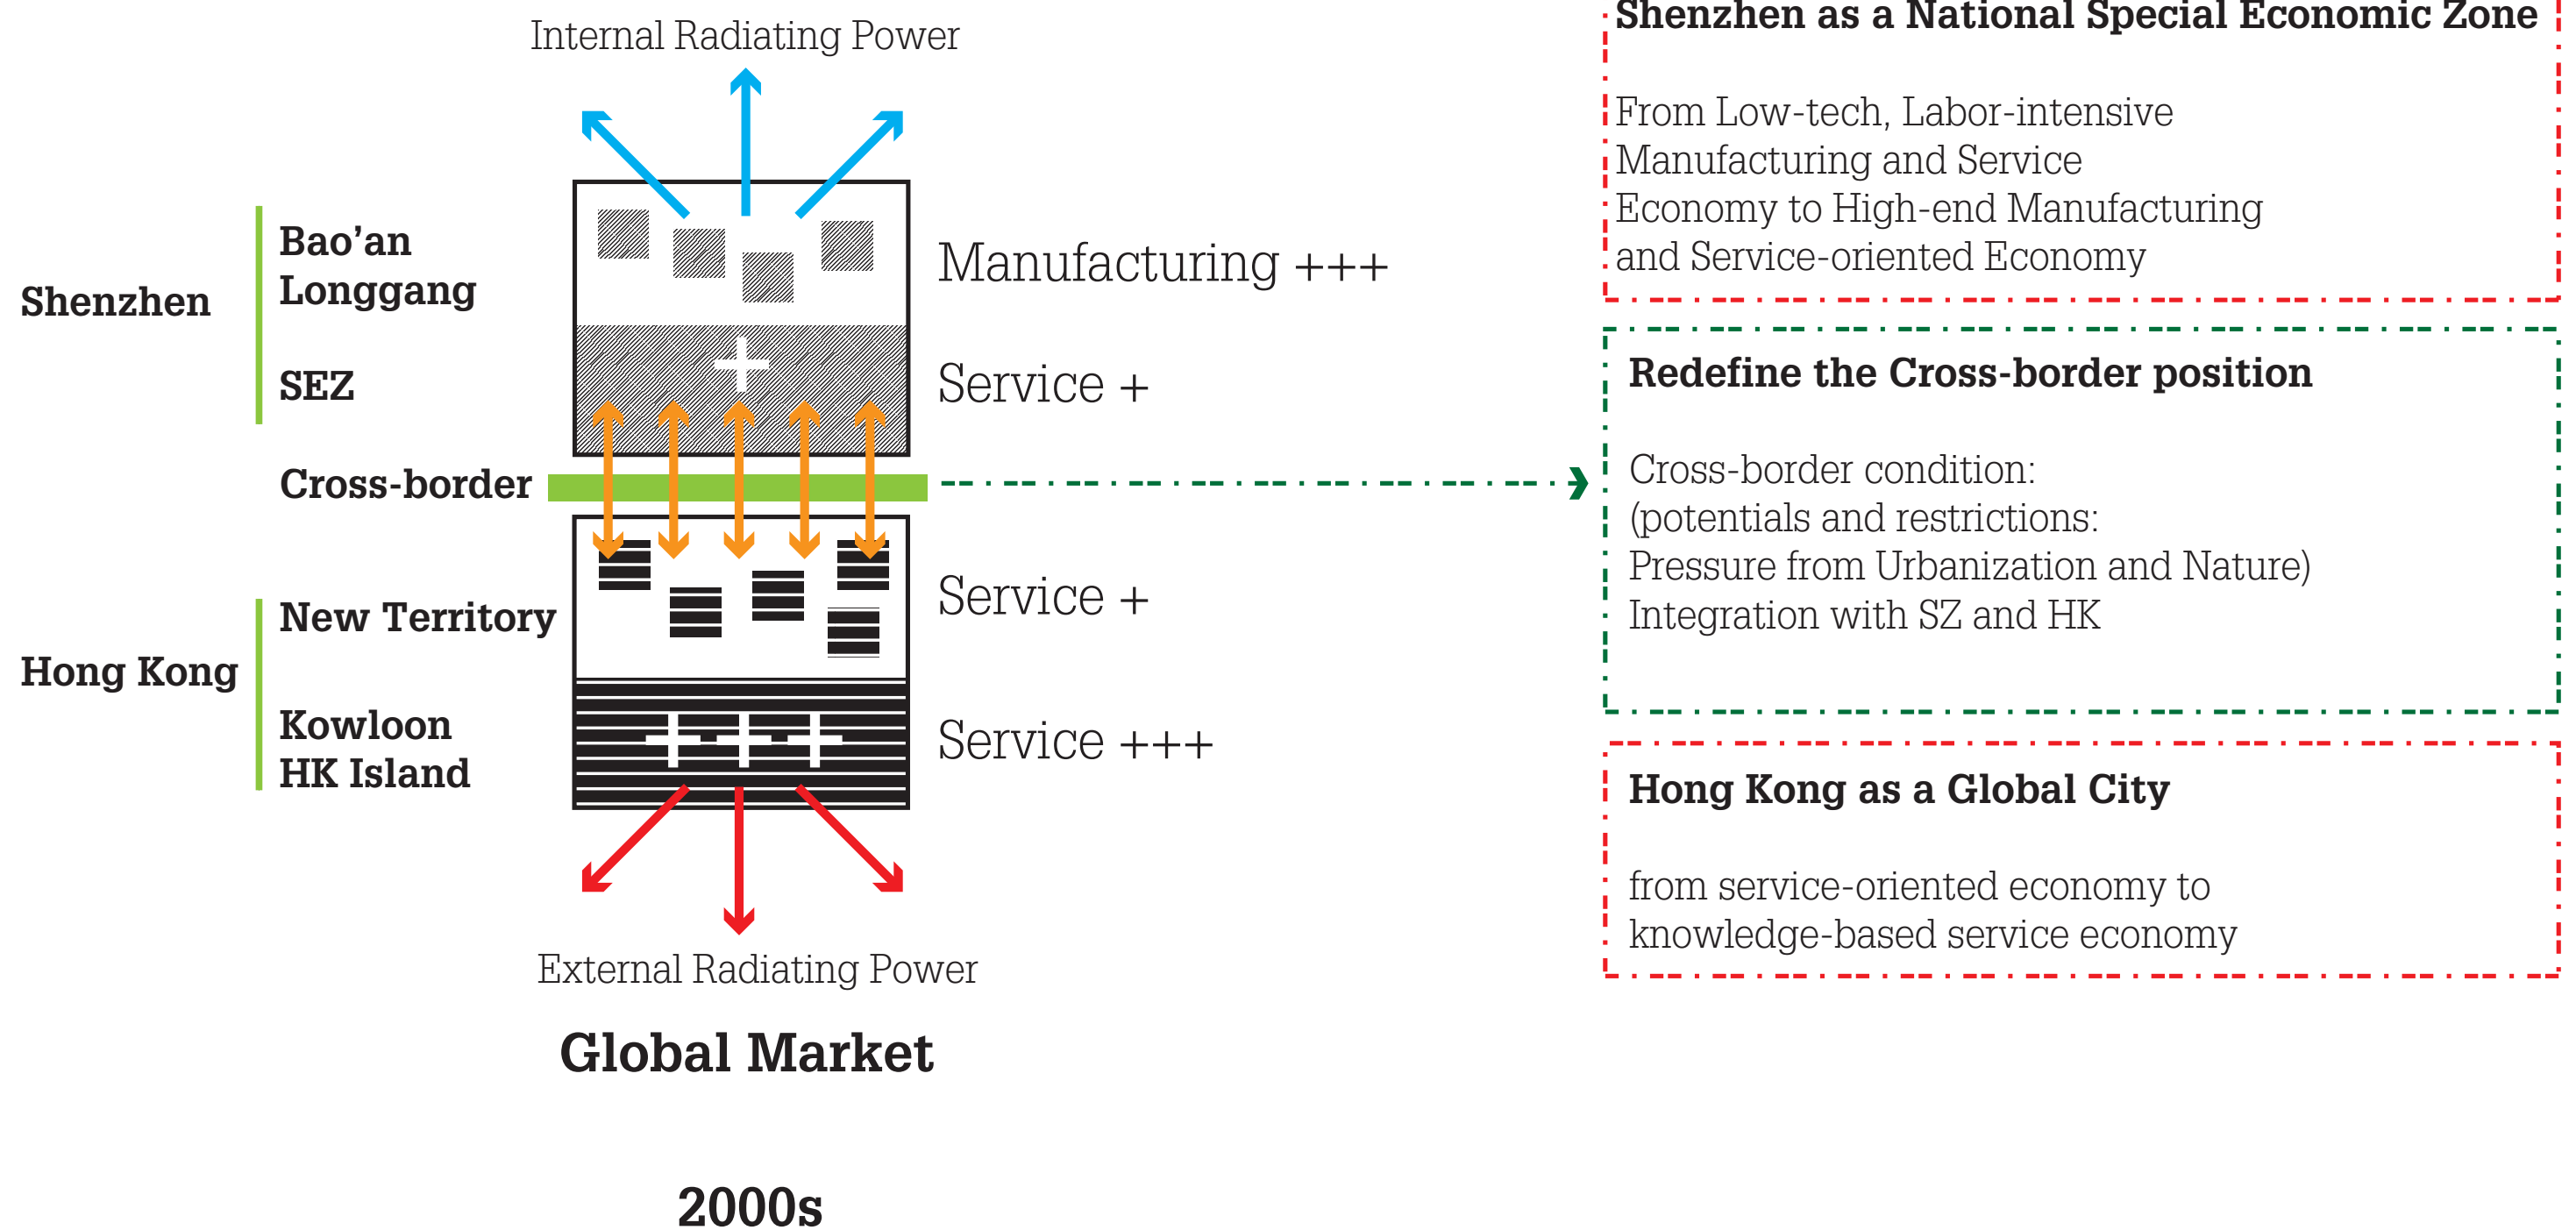 Internal Radiating Power
Shenzhen
Bao’an
Longgang
SEZ
Manufacturing +++
Service +
Cross-border
Hong Kong
New Territory
Kowloon
HK Island
Service +
Service +++
External Radiating Power
Global Market
2000s
Shenzhen as a National Special Economic Zone
From Low-tech, Labor-intensive
Manufacturing and Service
Economy to High-end Manufacturing
and Service-oriented Economy
Redefine the Cross-border position
Cross-border condition:
(potentials and restrictions:
Pressure from Urbanization and Nature)
Integration with SZ and HK
Hong Kong as a Global City
from service-oriented economy to
knowledge-based service economy